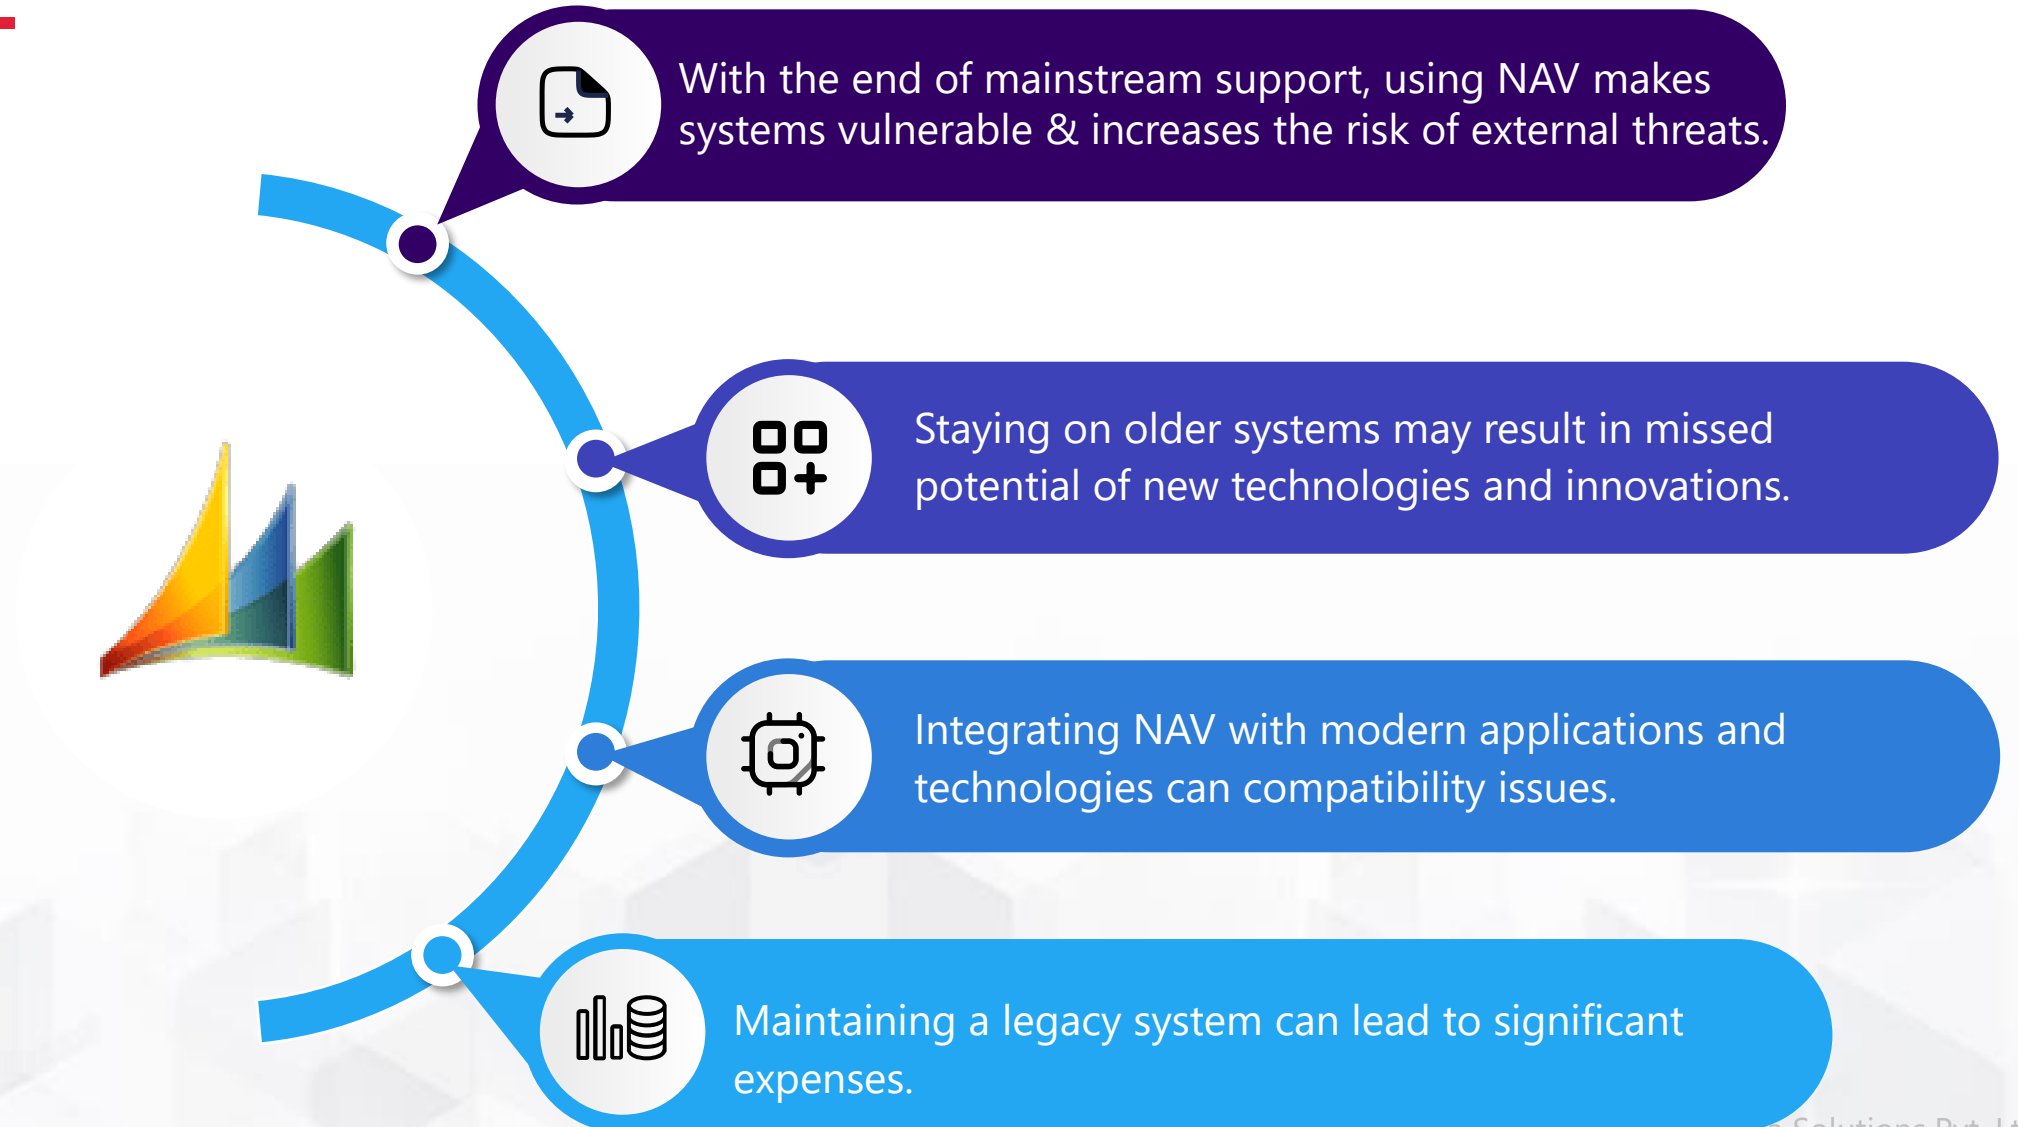 With the end of mainstream support, using NAV makes
systems vulnerable & increases the risk of external threats.
Staying on older systems may result in missed
potential of new technologies and innovations.
Integrating NAV with modern applications and
technologies can compatibility issues.
Maintaining a legacy system can lead to significant
expenses.
Solutions Pvt.